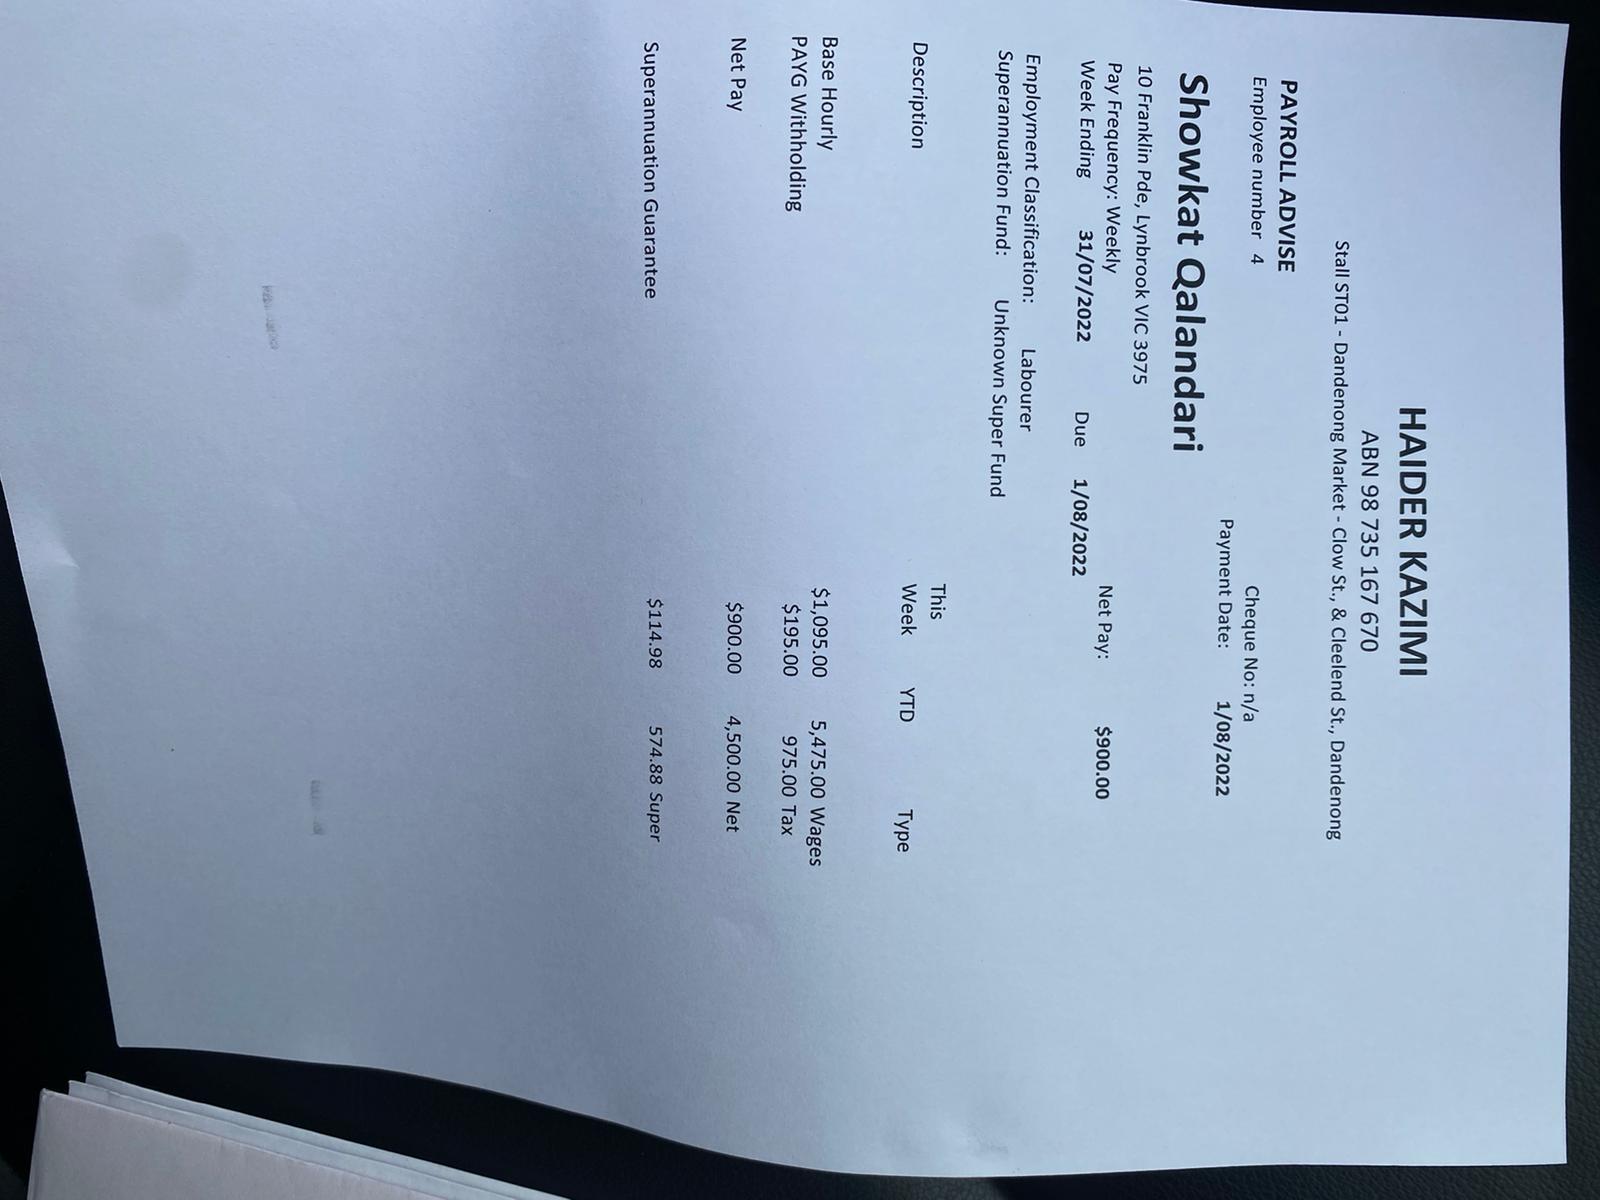 HAIDER KAZIMI
ABN 98 735 167 670
Stall ST01 - Dandenong Market - Clow St., & Cleelend St., Dandenong
PAYROLL ADVISE
Employee number 4
Cheque No: n/a
Payment Date: 1/08/2022
Showkat Qalandari
10 Franklin Pde, Lynbrook VIC 3975
Pay Frequency: Weekly Net Pay: $900.00
Week Ending 31/07/2022 Due 1/08/2022
Employment Classification: Labourer
Superannuation Fund: Unknown Super Fund
This
Description Week YTD Type
Base Hourly $1,095.00 5,475.00 Wages
PAYG Withholding $195.00 975.00 Tax
Net Pay $900.00 4,500.00 Net
Superannuation Guarantee $114.98 574.88 Super